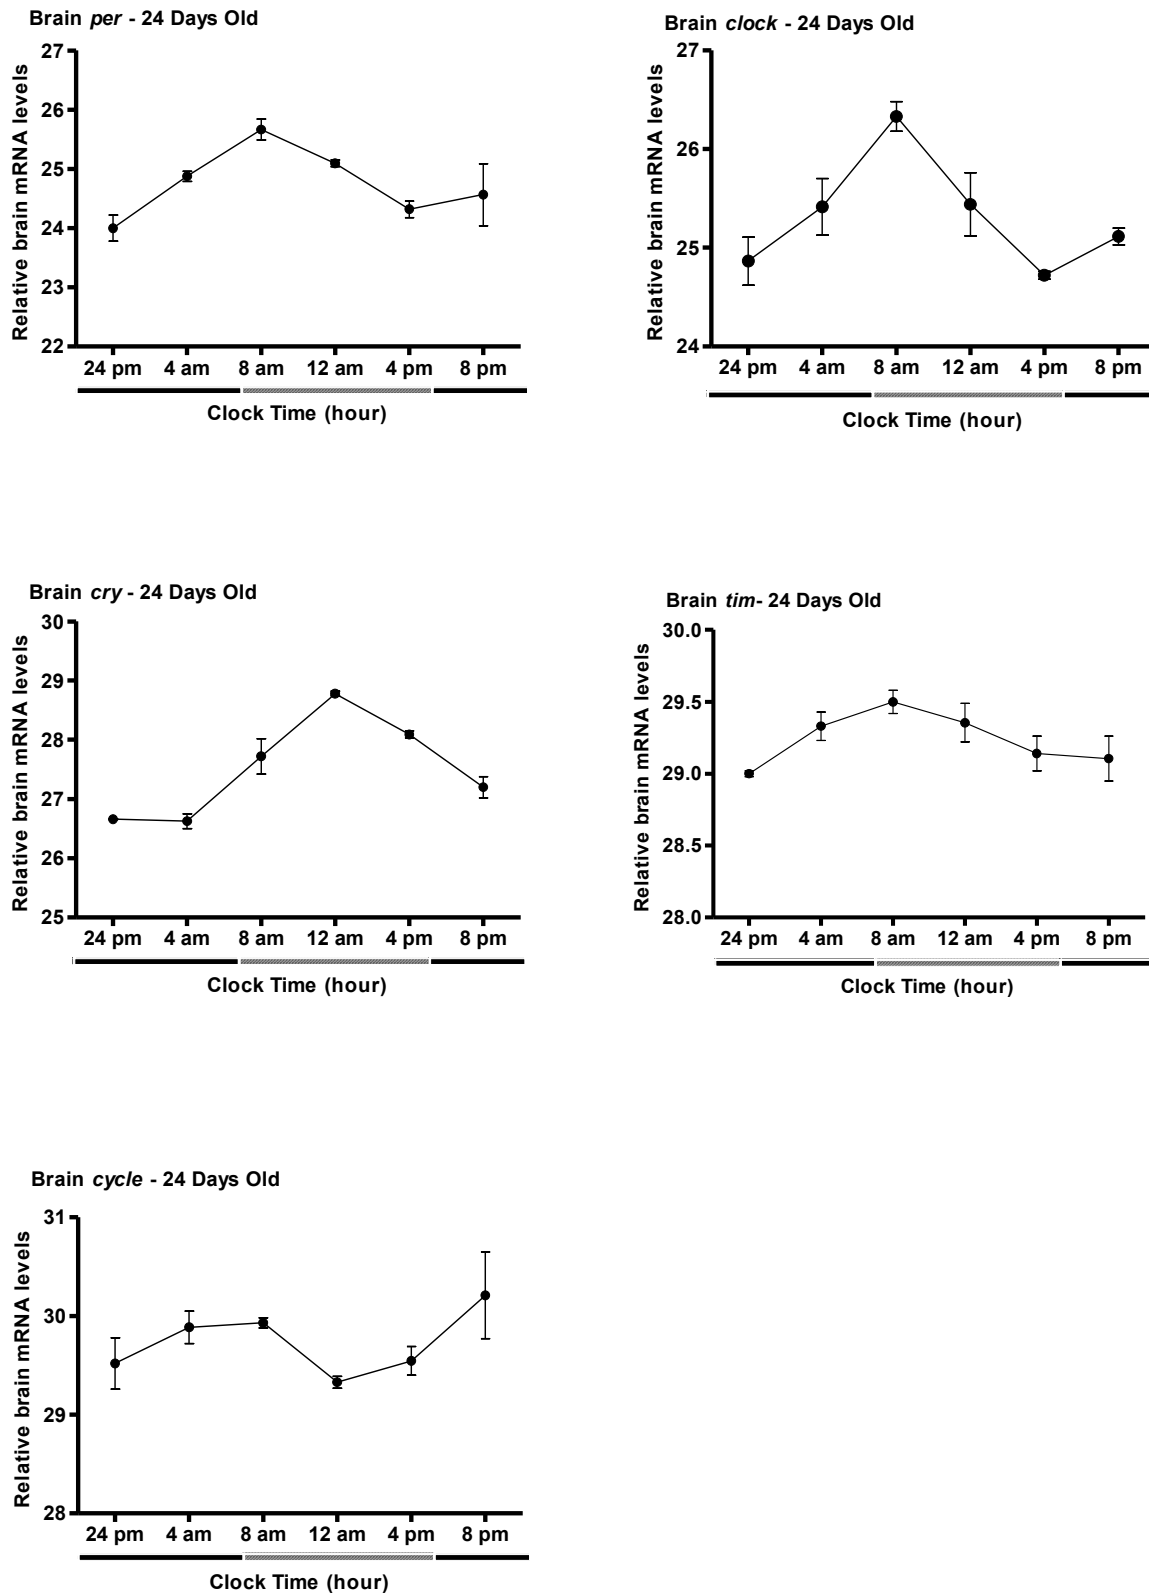 Brain per - 24 Days Old
Relative brain mRNA levels
27
26
25
24
23
22
24 pm 4 am 8 am 12 am 4 pm 8 pm
Clock Time (hour)
Brain clock - 24 Days Old
Relative brain mRNA levels
27
26
25
24
24 pm 4 am 8 am 12 am 4 pm 8 pm
Clock Time (hour)
Brain cry - 24 Days Old
Relative brain mRNA levels
30
29
28
27
26
25
24 pm 4 am 8 am 12 am 4 pm 8 pm
Clock Time (hour)
Brain tim- 24 Days Old
Relative brain mRNA levels
30.0
29.5
29.0
28.5
28.0
24 pm 4 am 8 am 12 am 4 pm 8 pm
Clock Time (hour)
Brain cycle - 24 Days Old
Relative brain mRNA levels
31
30
29
28
24 pm 4 am 8 am 12 am 4 pm 8 pm
Clock Time (hour)